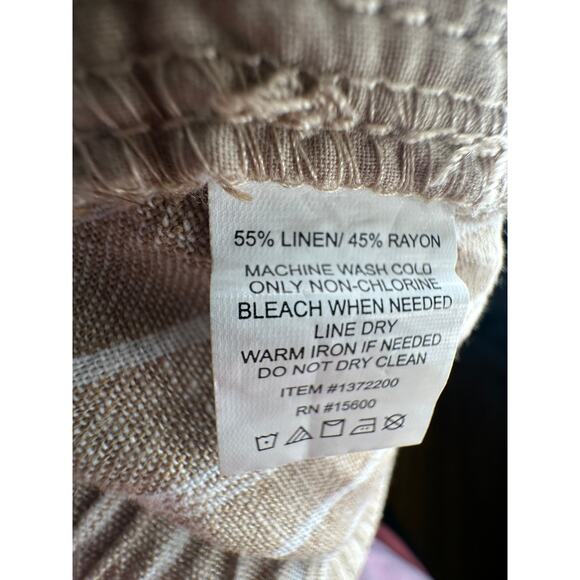 55% LINEN/ 45% RAYON
MACHINE WASH COLD
ONLY NON-CHLORINE
BLEACH WHEN NEEDED
LINE DRY
WARM IRON IF NEEDED
DO NOT DRY CLEAN
ITEM #1372200
RN #15600